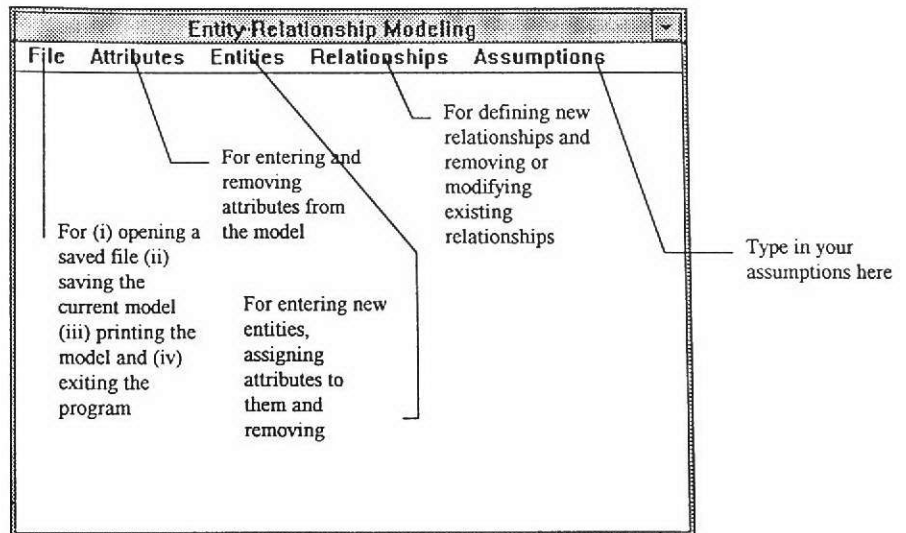 Entity-Relationship Modeling
File Attributes Entities Relationships Assumptions
For defining new
relationships and
removing or
modifying
existing
relationships
For entering and
removing
attributes from
the model
For (i) opening a
saved file (ii)
saving the
current model
(iii) printing the
model and (iv)
exiting the
program
For entering new
entities,
assigning
attributes to
them and
removing
Type in your
assumptions here